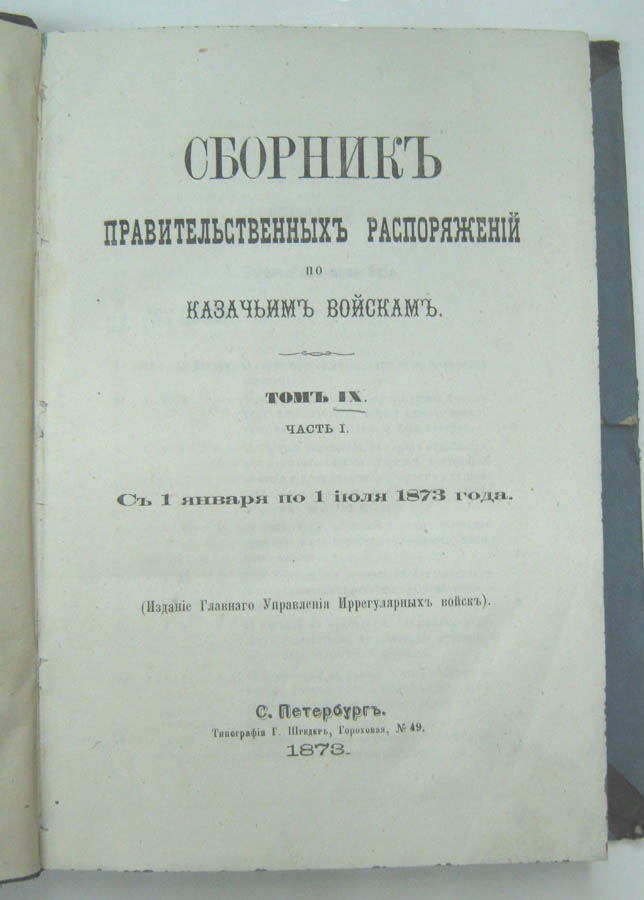 СБОРНИКЪ
ПРАВИТЕЛЬСТВЕННЫХЪ РАСПОРЯЖЕНІЙ
ПО
КАЗАЧЬИМЪ ВОЙСКАМЪ.
ТОМЪ IX.
ЧАСТЬ I.
Съ 1 января по 1 іюля 1873 года.
(Изданіе Главнаго Управленія Иррегулярныхъ войскъ).
С. Петербургъ.
Типографія Г. Шредеръ, Гороховая, № 49.
1873.